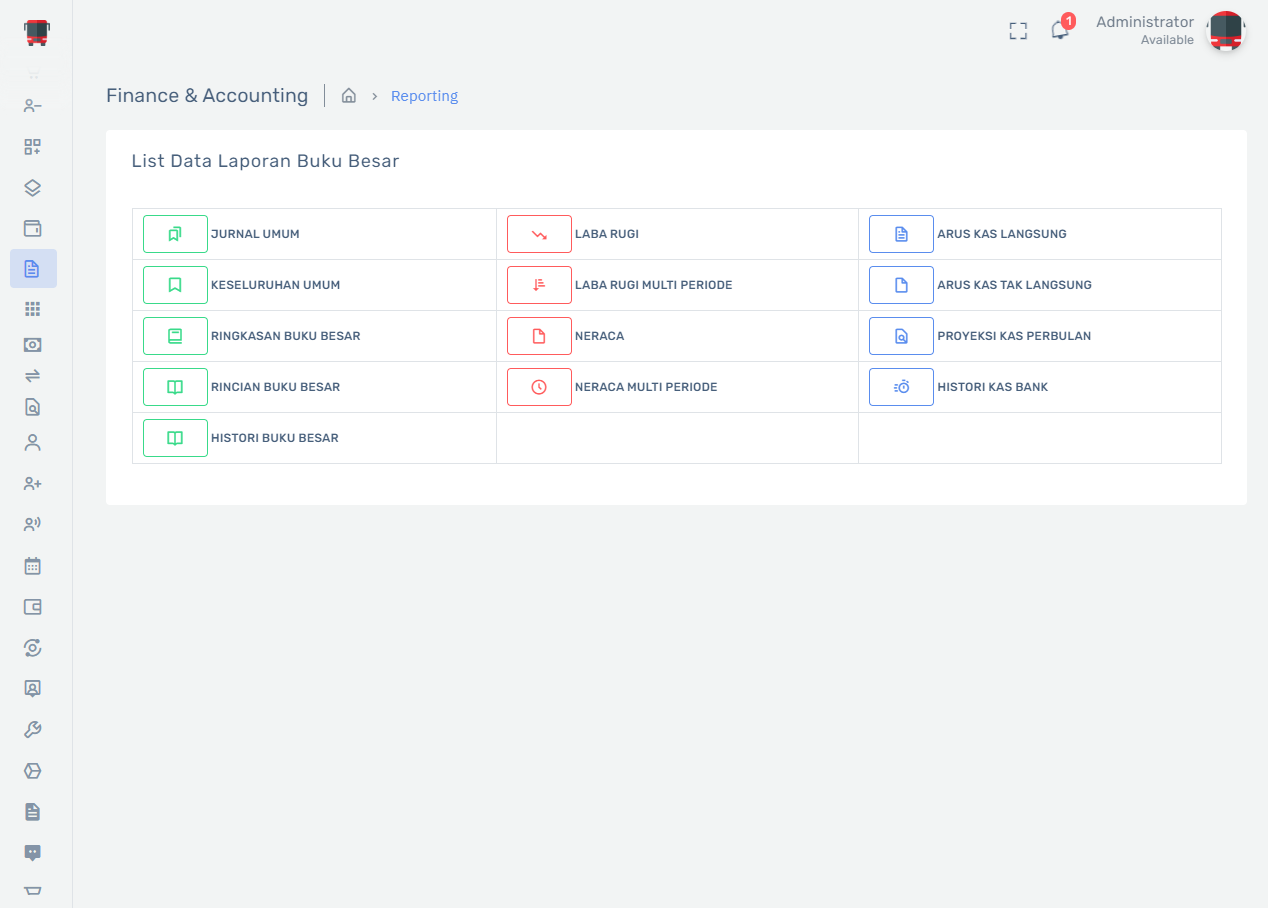 1
Administrator
Available
Finance & Accounting
Reporting
List Data Laporan Buku Besar
JURNAL UMUM
LABA RUGI
ARUS KAS LANGSUNG
KESELURUHAN UMUM
LABA RUGI MULTI PERIODE
ARUS KAS TAK LANGSUNG
RINGKASAN BUKU BESAR
NERACA
PROYEKSI KAS PERBULAN
RINCIAN BUKU BESAR
NERACA MULTI PERIODE
HISTORI KAS BANK
HISTORI BUKU BESAR